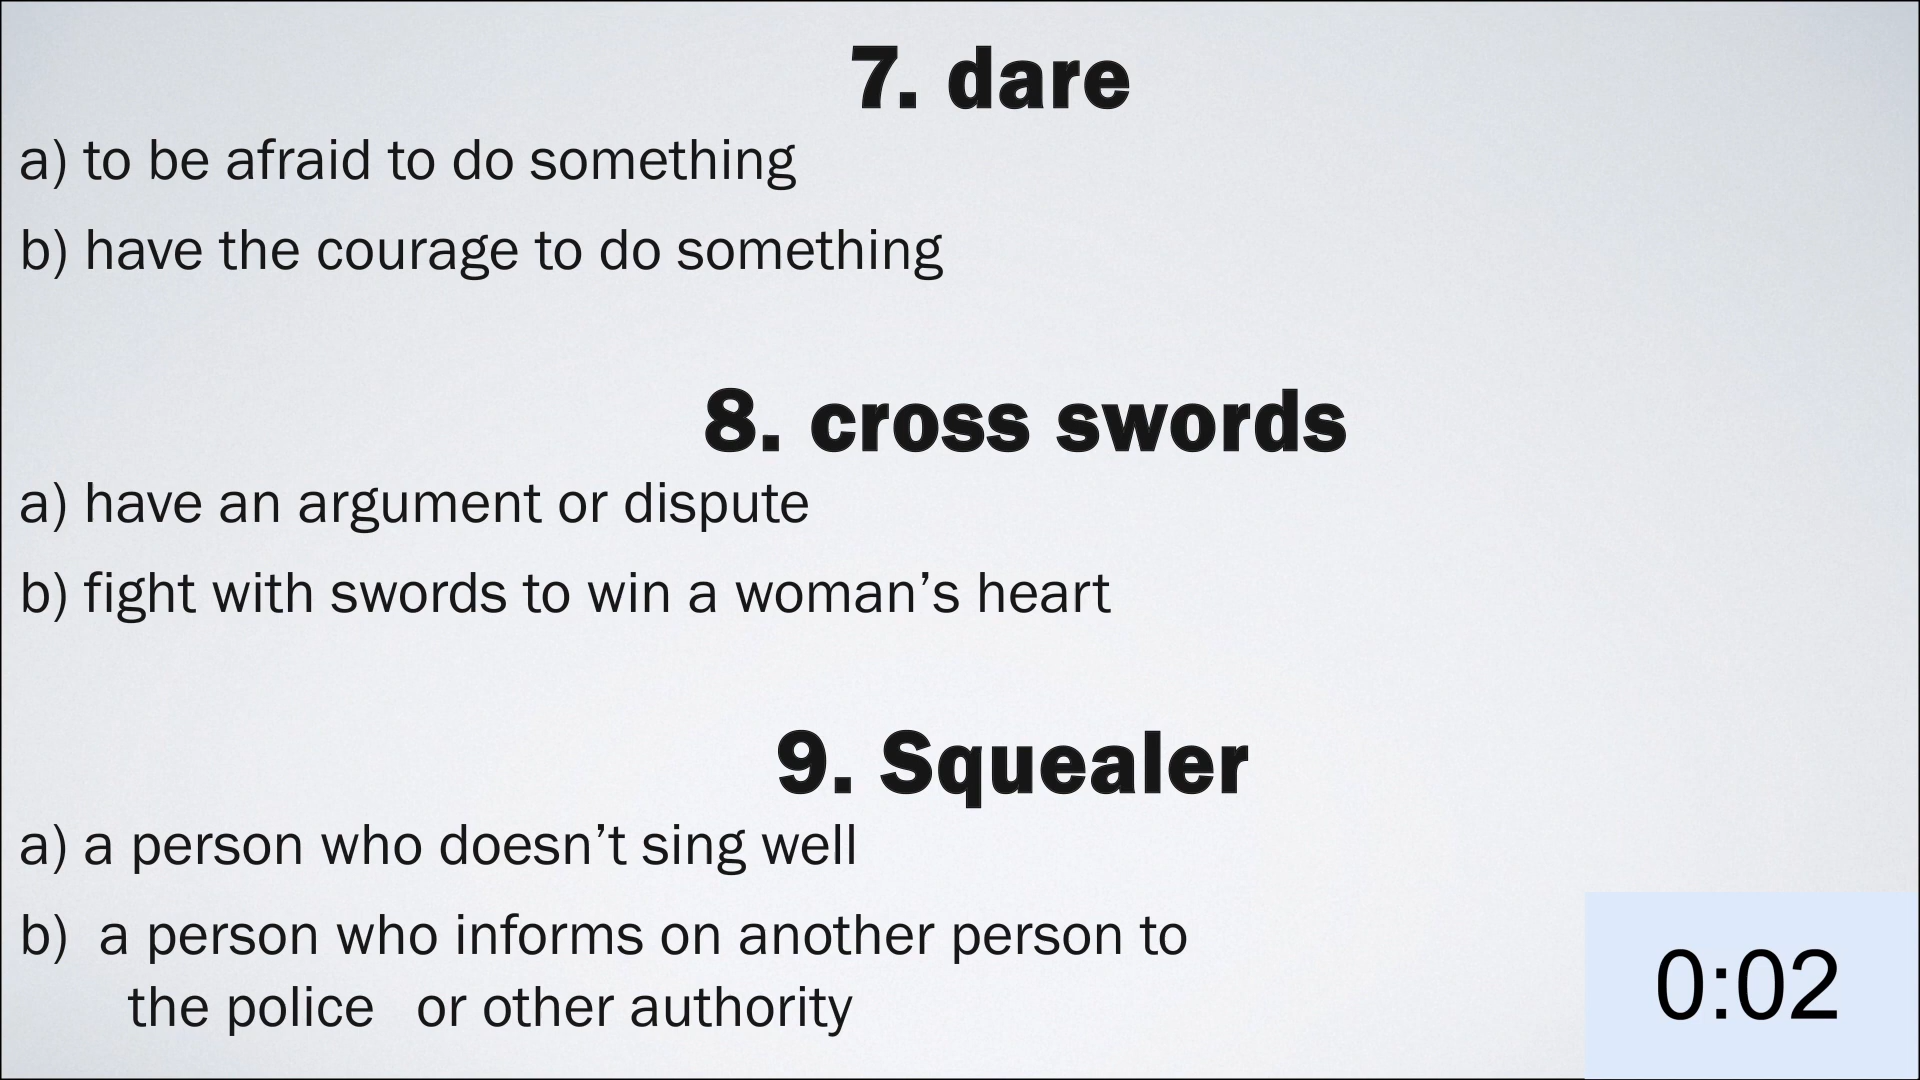 7. dare
a) to be afraid to do something
b) have the courage to do something
8. cross swords
a) have an argument or dispute
b) fight with swords to win a woman’s heart
9. Squealer
a) a person who doesn’t sing well
b) a person who informs on another person to
the police or other authority
0:02